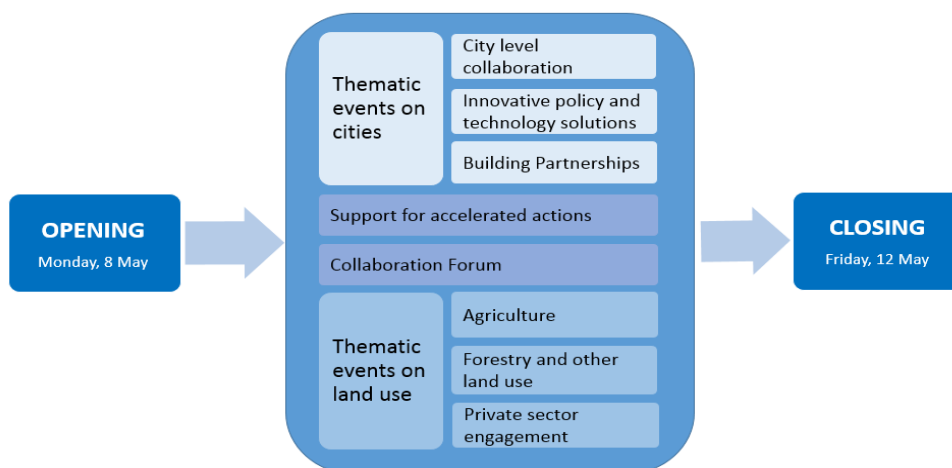 OPENING
Monday, 8 May
Thematic
events on
cities
City level
collaboration
Innovative policy and
technology solutions
Building Partnerships
Support for accelerated actions
Collaboration Forum
Thematic
events on
land use
Agriculture
Forestry and other
land use
Private sector
engagement
CLOSING
Friday, 12 May